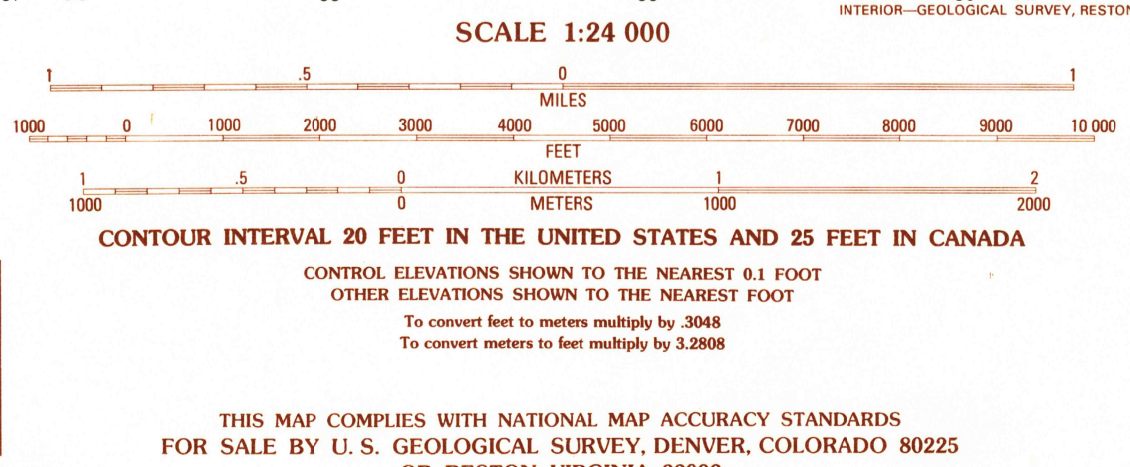 INTERIOR—GEOLOGICAL SURVEY, RESTON
SCALE 1:24 000
1 .5 0 1
MILES
1000 0 1000 2000 3000 4000 5000 6000 7000 8000 9000 10 000
FEET
1 .5 0 KILOMETERS 1 2
1000 0 METERS 1000 2000
CONTOUR INTERVAL 20 FEET IN THE UNITED STATES AND 25 FEET IN CANADA
CONTROL ELEVATIONS SHOWN TO THE NEAREST 0.1 FOOT
OTHER ELEVATIONS SHOWN TO THE NEAREST FOOT
To convert feet to meters multiply by .3048
To convert meters to feet multiply by 3.2808
THIS MAP COMPLIES WITH NATIONAL MAP ACCURACY STANDARDS
FOR SALE BY U. S. GEOLOGICAL SURVEY, DENVER, COLORADO 80225
OR RESTON, VIRGINIA